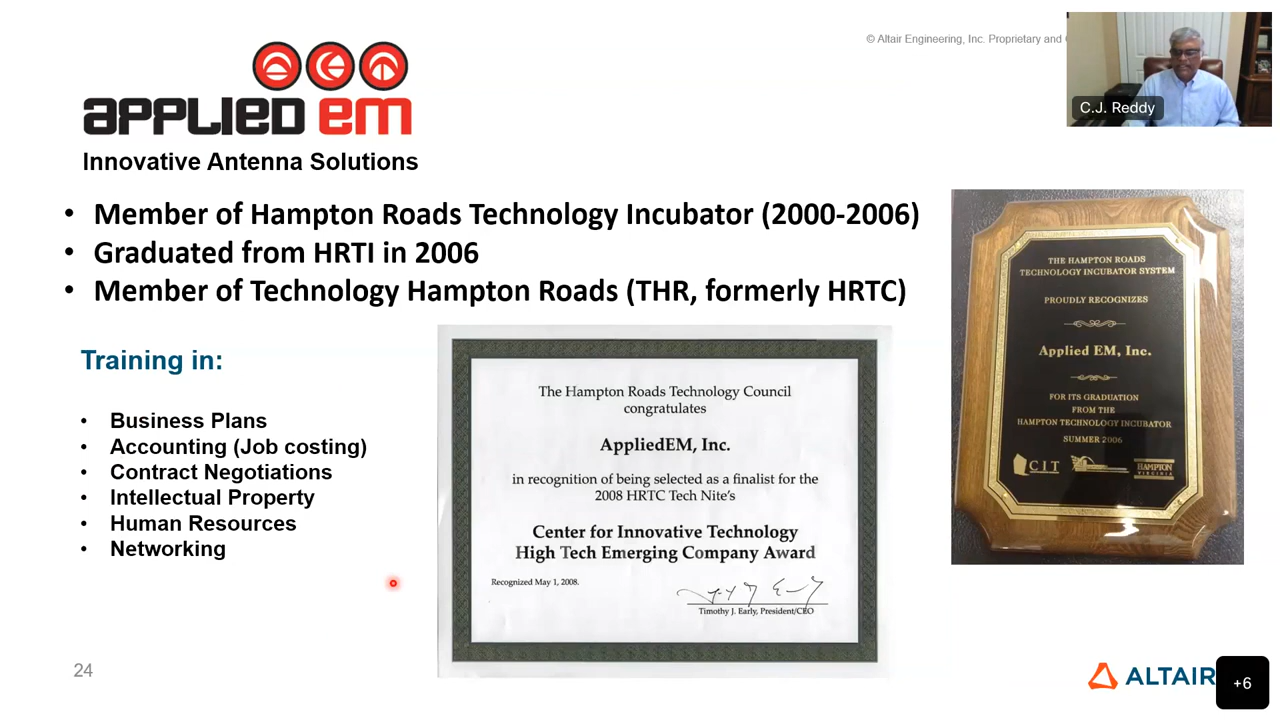 © Altair Engineering, Inc. Proprietary and
C.J. Reddy
APPLIED EM
Innovative Antenna Solutions
• Member of Hampton Roads Technology Incubator (2000-2006)
• Graduated from HRTI in 2006
• Member of Technology Hampton Roads (THR, formerly HRTC)
Training in:
• Business Plans
• Accounting (Job costing)
• Contract Negotiations
• Intellectual Property
• Human Resources
• Networking
The Hampton Roads Technology Council
congratulates
AppliedEM, Inc.
in recognition of being selected as a finalist for the
2008 HRTC Tech Nite's
Center for Innovative Technology
High Tech Emerging Company Award
Recognized May 1, 2008.
Timothy J. Early, President/CEO
THE HAMPTON ROADS
TECHNOLOGY INCUBATOR SYSTEM
PROUDLY RECOGNIZES
Applied EM, Inc.
FOR ITS GRADUATION
FROM THE
HAMPTON TECHNOLOGY INCUBATOR
SUMMER 2006
CIT
HAMPTON
VIRGINIA
24
ALTAIR
+6